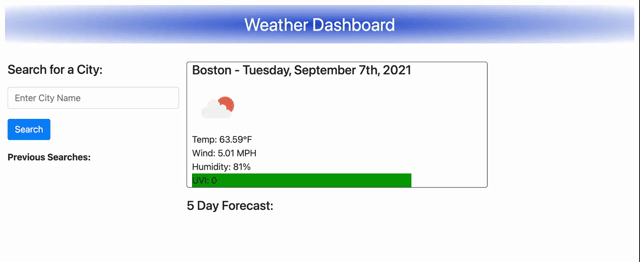 Weather Dashboard
Search for a City:
Enter City Name
Search
Previous Searches:
Boston - Tuesday, September 7th, 2021
Temp: 63.59°F
Wind: 5.01 MPH
Humidity: 81%
UVI: 0
5 Day Forecast: